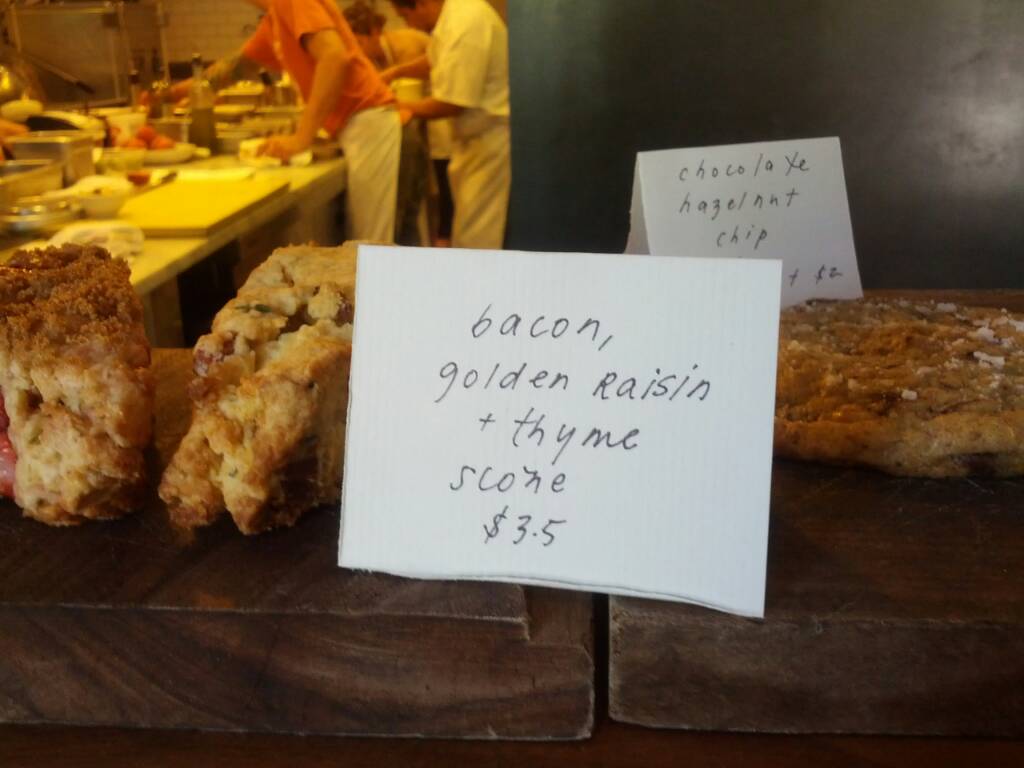 bacon,
golden Raisin
+ thyme
scone
$3.5
chocolate
hazelnut
chip
+ $2